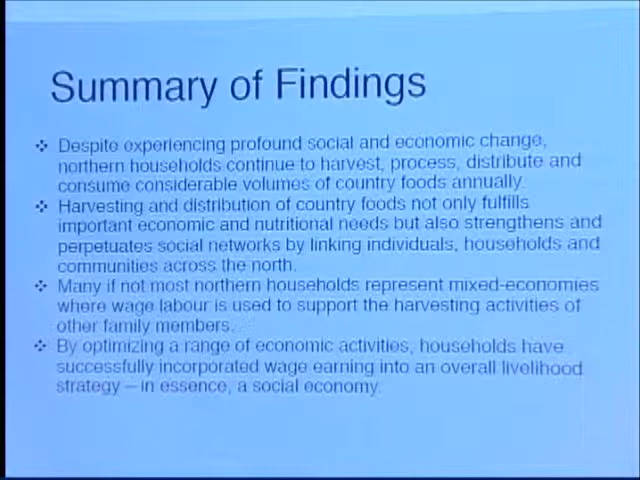 Summary of Findings
❖ Despite experiencing profound social and economic change,
northern households continue to harvest, process, distribute and
consume considerable volumes of country foods annually.
❖ Harvesting and distribution of country foods not only fulfills
important economic and nutritional needs but also strengthens and
perpetuates social networks by linking individuals, households and
communities across the north.
❖ Many if not most northern households represent mixed-economies
where wage labour is used to support the harvesting activities of
other family members.
❖ By optimizing a range of economic activities, households have
successfully incorporated wage earning into an overall livelihood
strategy – in essence, a social economy.